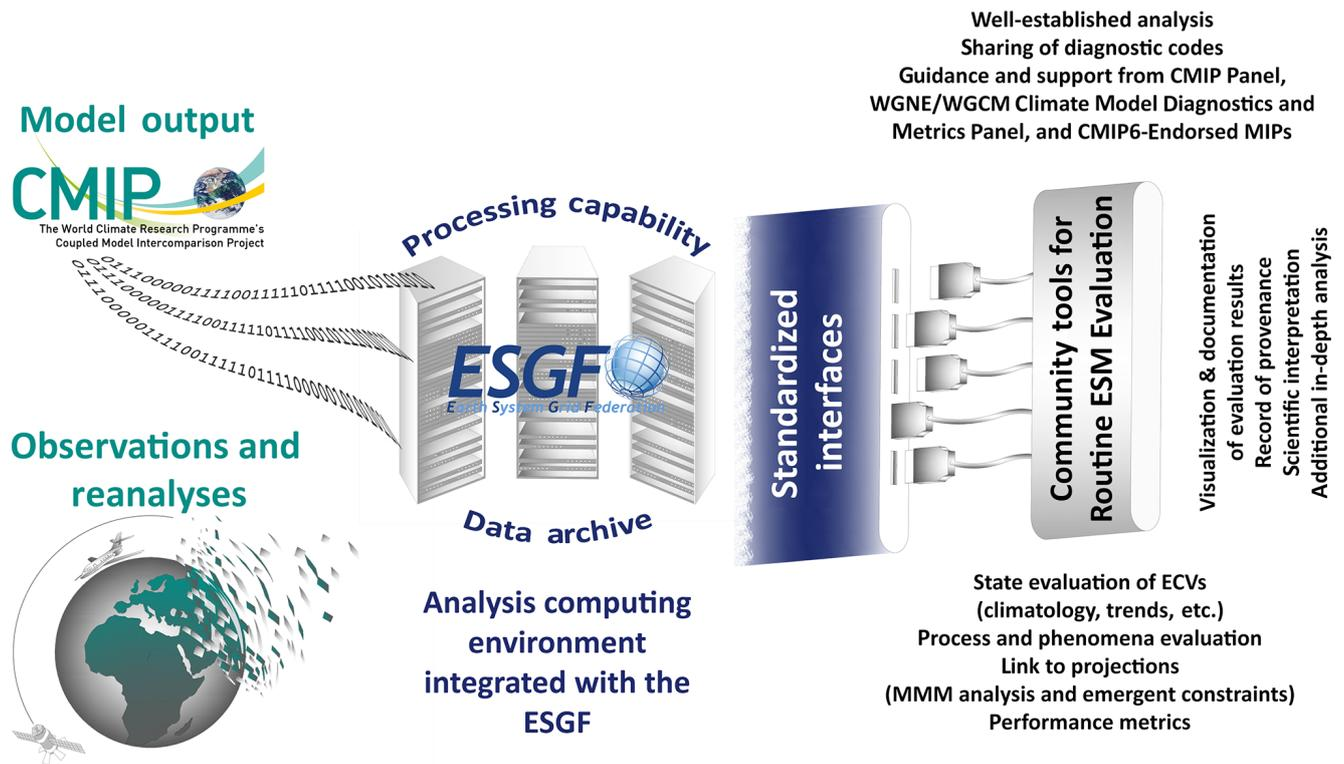 Model output
CMIP
The World Climate Research Programme's
Coupled Model Intercomparison Project
Observations and
reanalyses
Processing capability
ESGF
Earth System Grid Federation
Data archive
Analysis computing
environment
integrated with the
ESGF
Standardized
interfaces
Well-established analysis
Sharing of diagnostic codes
Guidance and support from CMIP Panel,
WGNE/WGCM Climate Model Diagnostics and
Metrics Panel, and CMIP6-Endorsed MIPs
Community tools for
Routine ESM Evaluation
Visualization & documentation
of evaluation results
Record of provenance
Scientific interpretation
Additional in-depth analysis
State evaluation of ECVs
(climatology, trends, etc.)
Process and phenomena evaluation
Link to projections
(MMM analysis and emergent constraints)
Performance metrics